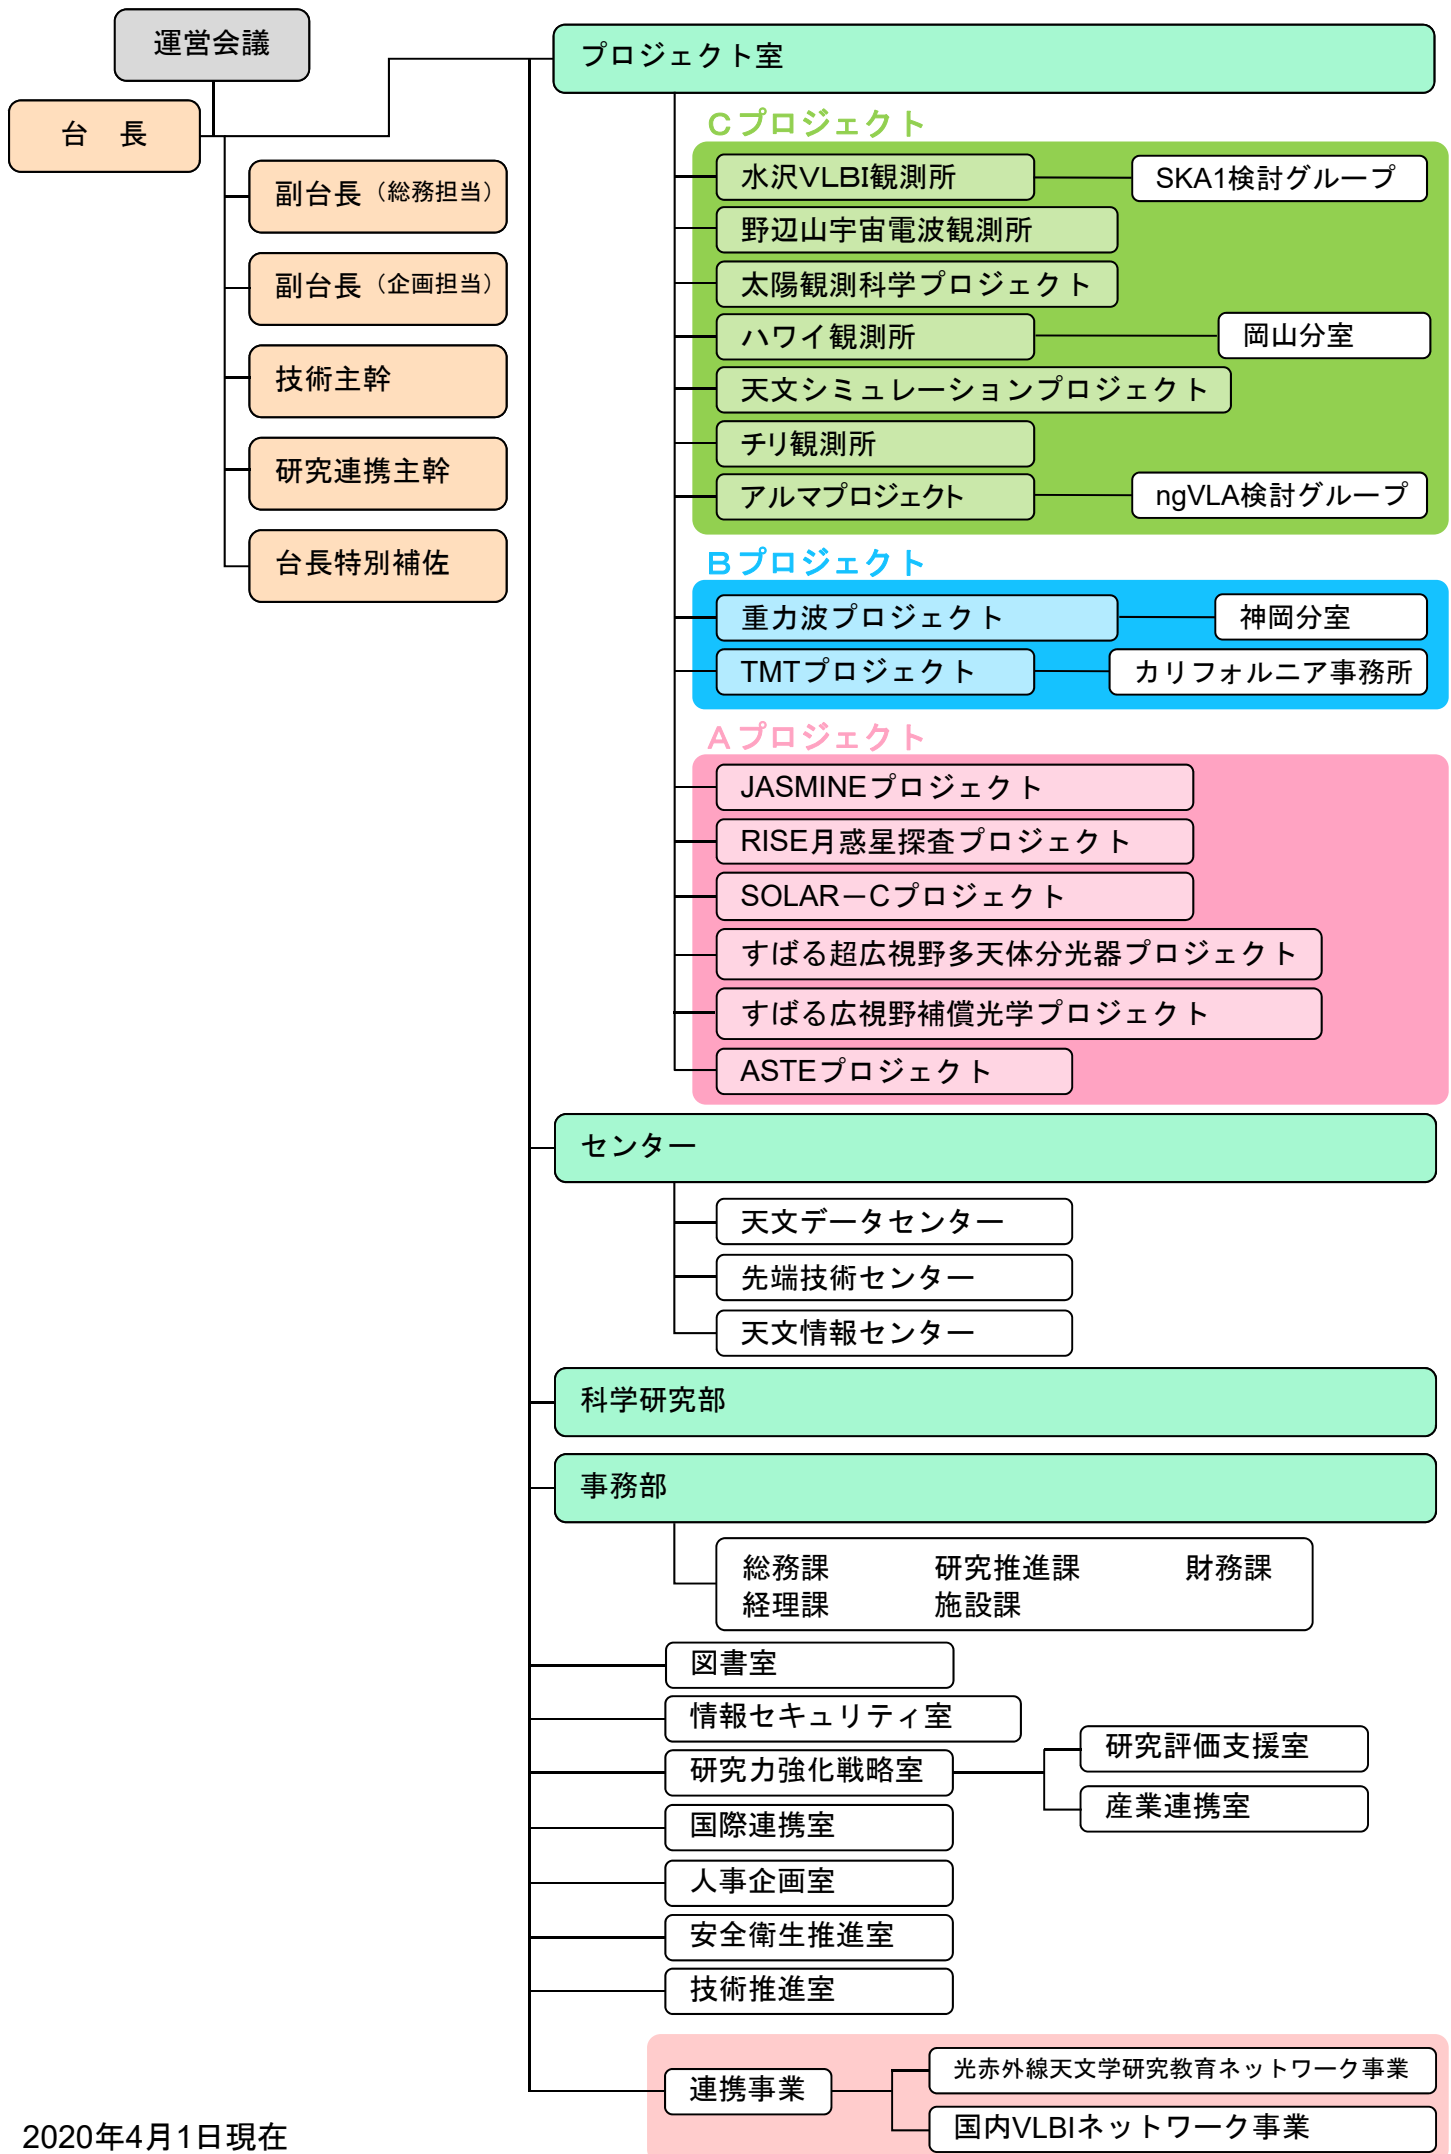 運営会議
台　長
副台長（総務担当）
副台長（企画担当）
技術主幹
研究連携主幹
台長特別補佐
プロジェクト室
Cプロジェクト
水沢VLBI観測所
SKA1検討グループ
野辺山宇宙電波観測所
太陽観測科学プロジェクト
ハワイ観測所
岡山分室
天文シミュレーションプロジェクト
チリ観測所
アルマプロジェクト
ngVLA検討グループ
Bプロジェクト
重力波プロジェクト
神岡分室
TMTプロジェクト
カリフォルニア事務所
Aプロジェクト
JASMINEプロジェクト
RISE月惑星探査プロジェクト
SOLAR－Cプロジェクト
すばる超広視野多天体分光器プロジェクト
すばる広視野補償光学プロジェクト
ASTEプロジェクト
センター
天文データセンター
先端技術センター
天文情報センター
科学研究部
事務部
総務課　研究推進課　財務課
経理課　施設課
図書室
情報セキュリティ室
研究力強化戦略室
研究評価支援室
産業連携室
国際連携室
人事企画室
安全衛生推進室
技術推進室
連携事業
光赤外線天文学研究教育ネットワーク事業
国内VLBIネットワーク事業
2020年4月1日現在